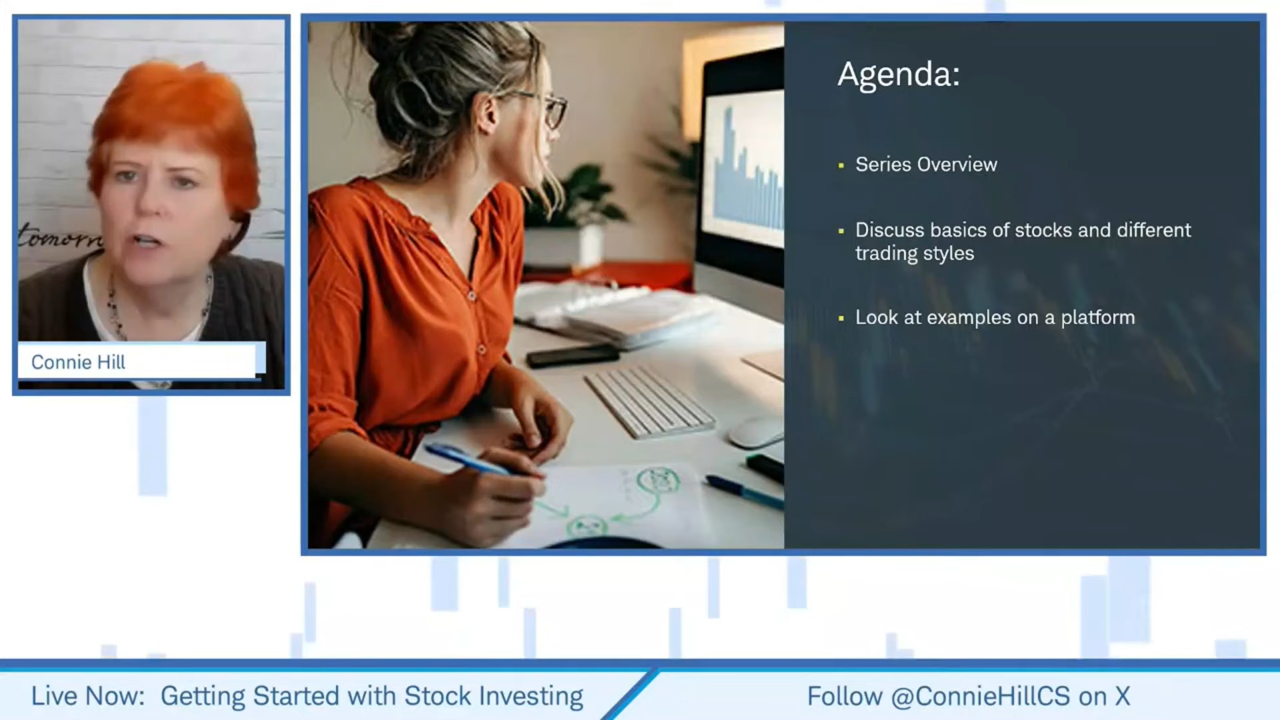 Agenda:
Series Overview
Discuss basics of stocks and different
trading styles
Look at examples on a platform
tomorr
Connie Hill
Live Now: Getting Started with Stock Investing
Follow @ConnieHillCS on X